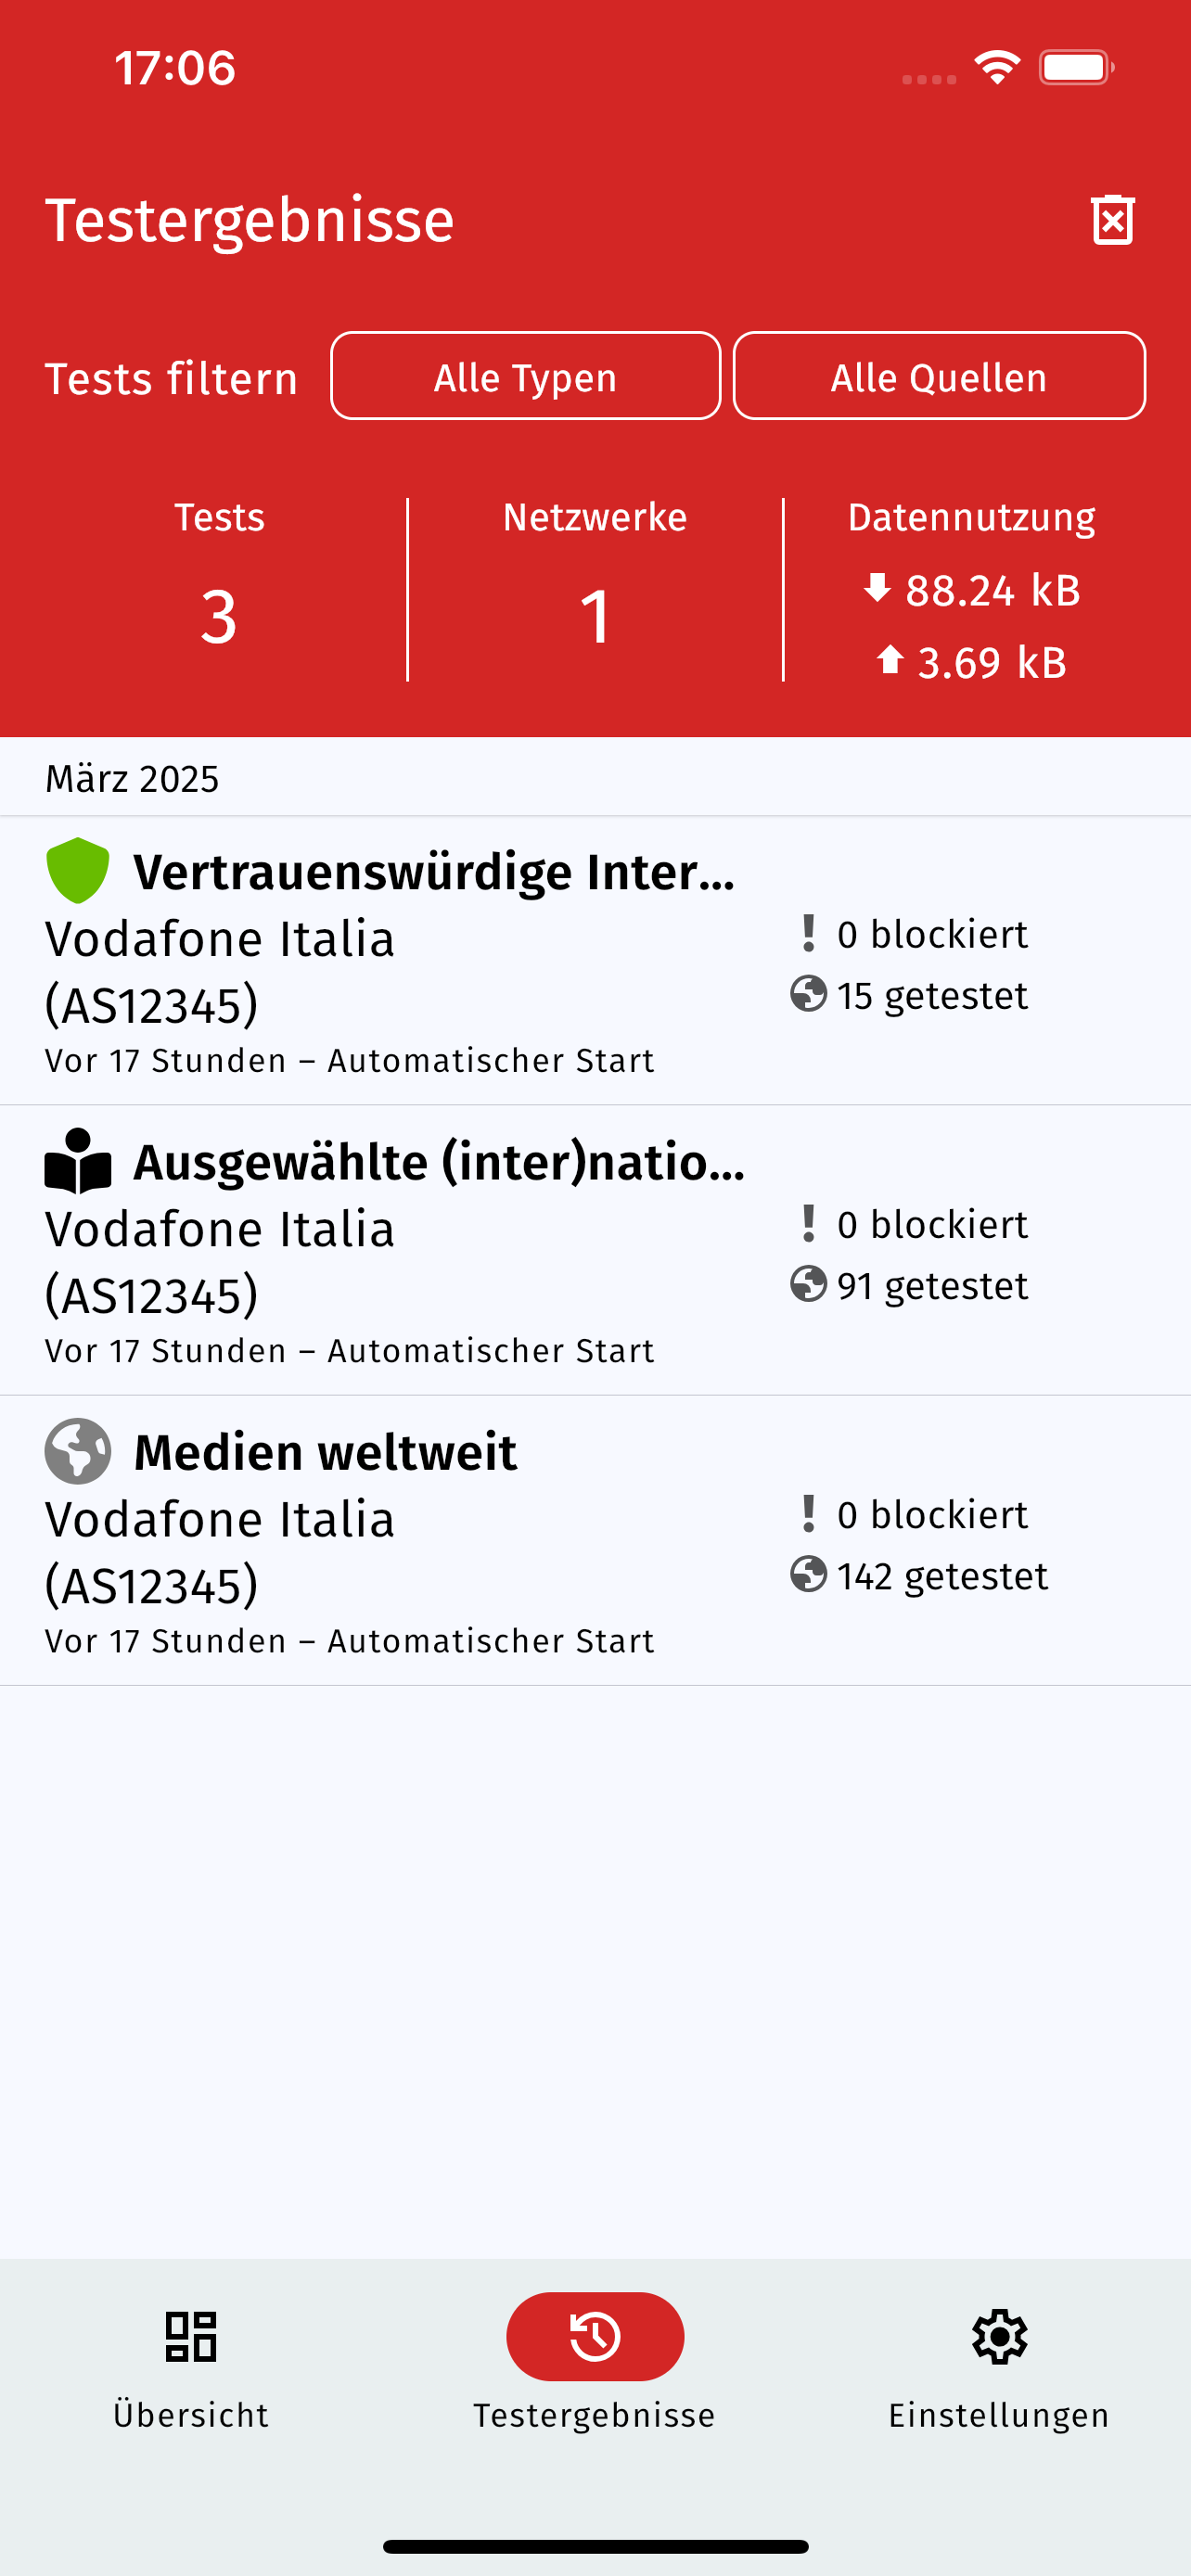 17:06
Testergebnisse
Tests filtern
Alle Typen
Alle Quellen
Tests
3
Netzwerke
1
Datennutzung
88.24 kB
3.69 kB
März 2025
Vertrauenswürdige Inter...
Vodafone Italia
(AS12345)
0 blockiert
15 getestet
Vor 17 Stunden – Automatischer Start
Ausgewählte (inter)natio...
Vodafone Italia
(AS12345)
0 blockiert
91 getestet
Vor 17 Stunden – Automatischer Start
Medien weltweit
Vodafone Italia
(AS12345)
0 blockiert
142 getestet
Vor 17 Stunden – Automatischer Start
Übersicht
Testergebnisse
Einstellungen